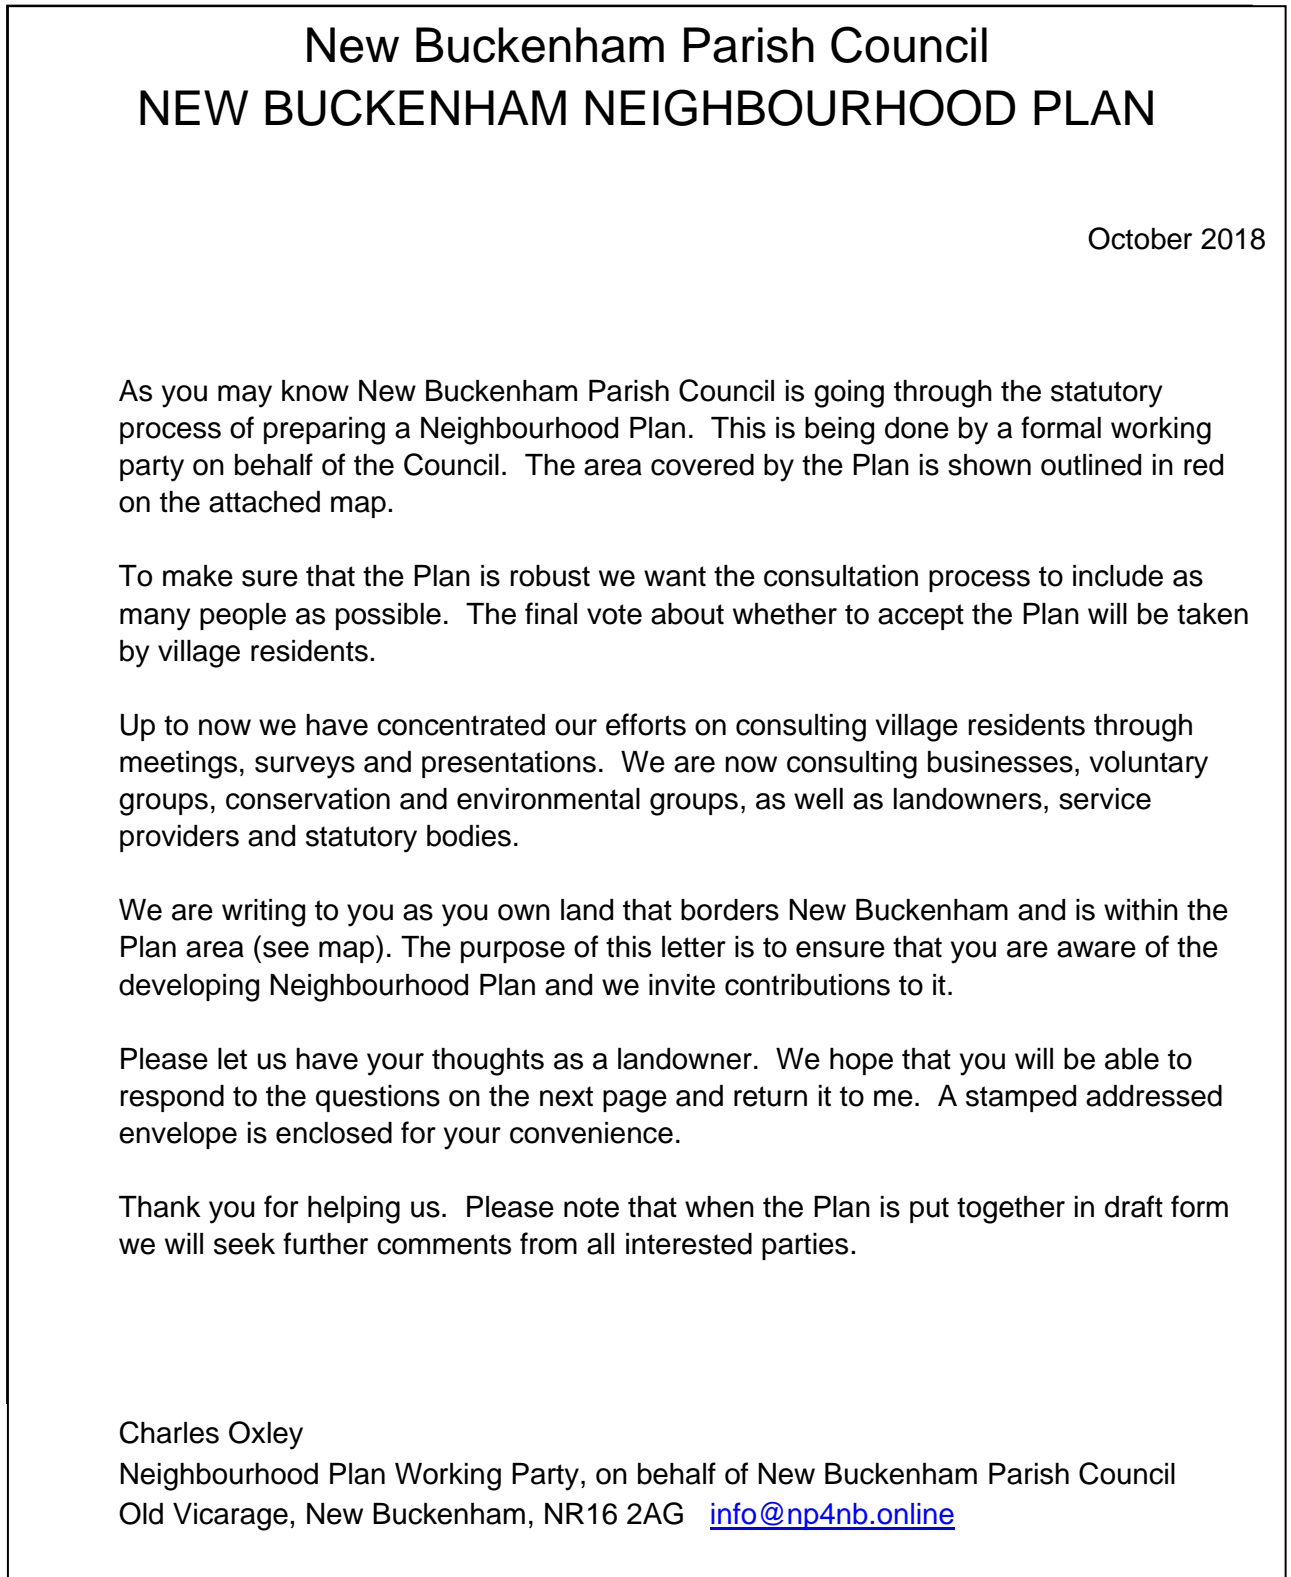 New Buckenham Parish Council
NEW BUCKENHAM NEIGHBOURHOOD PLAN
October 2018
As you may know New Buckenham Parish Council is going through the statutory
process of preparing a Neighbourhood Plan.  This is being done by a formal working
party on behalf of the Council.  The area covered by the Plan is shown outlined in red
on the attached map.
To make sure that the Plan is robust we want the consultation process to include as
many people as possible.  The final vote about whether to accept the Plan will be taken
by village residents.
Up to now we have concentrated our efforts on consulting village residents through
meetings, surveys and presentations.  We are now consulting businesses, voluntary
groups, conservation and environmental groups, as well as landowners, service
providers and statutory bodies.
We are writing to you as you own land that borders New Buckenham and is within the
Plan area (see map). The purpose of this letter is to ensure that you are aware of the
developing Neighbourhood Plan and we invite contributions to it.
Please let us have your thoughts as a landowner.  We hope that you will be able to
respond to the questions on the next page and return it to me.  A stamped addressed
envelope is enclosed for your convenience.
Thank you for helping us.  Please note that when the Plan is put together in draft form
we will seek further comments from all interested parties.
Charles Oxley
Neighbourhood Plan Working Party, on behalf of New Buckenham Parish Council
Old Vicarage, New Buckenham, NR16 2AG   info@np4nb.online